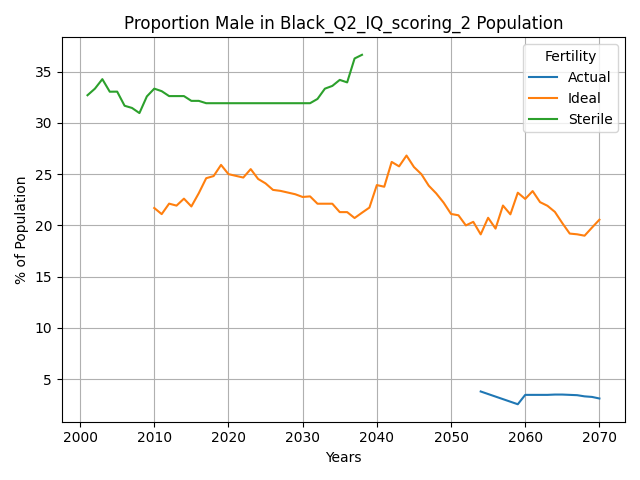 Proportion Male in Black_Q2_IQ_scoring_2 Population
% of Population
35
30
25
20
15
10
5
Fertility
Actual
Ideal
Sterile
2000 2010 2020 2030 2040 2050 2060 2070
Years